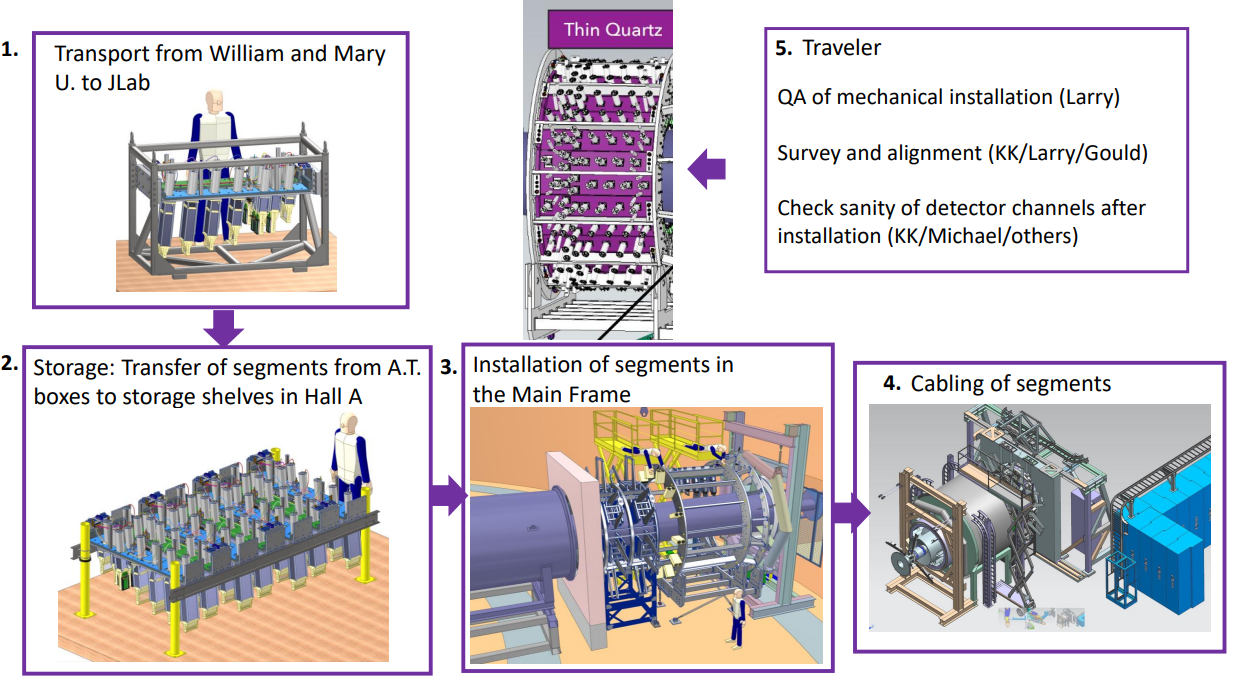 1.
Transport from William and Mary
U. to JLab
2.
Storage: Transfer of segments from A.T.
boxes to storage shelves in Hall A
3.
Installation of segments in
the Main Frame
4. Cabling of segments
Thin Quartz
5. Traveler
QA of mechanical installation (Larry)
Survey and alignment (KK/Larry/Gould)
Check sanity of detector channels after
installation (KK/Michael/others)